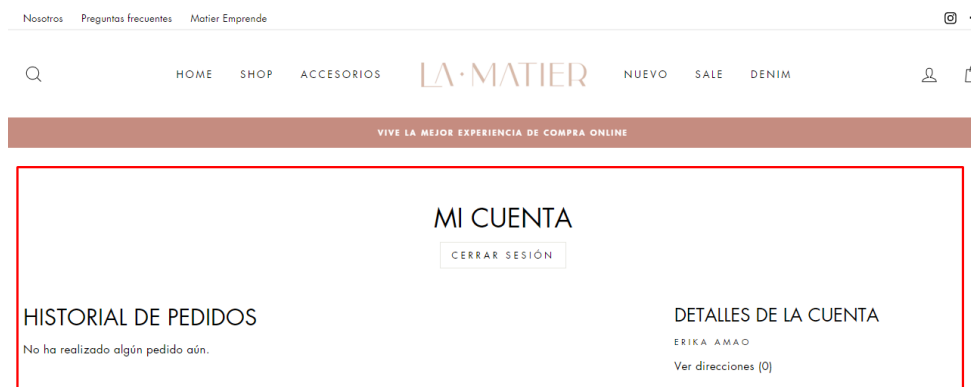 Nosotros Preguntas frecuentes Matier Emprende
HOME SHOP ACCESORIOS LA·MATIER NUEVO SALE DENIM
VIVE LA MEJOR EXPERIENCIA DE COMPRA ONLINE
MI CUENTA
CERRAR SESIÓN
HISTORIAL DE PEDIDOS
No ha realizado algún pedido aún.
DETALLES DE LA CUENTA
ERIKA AMAO
Ver direcciones (0)